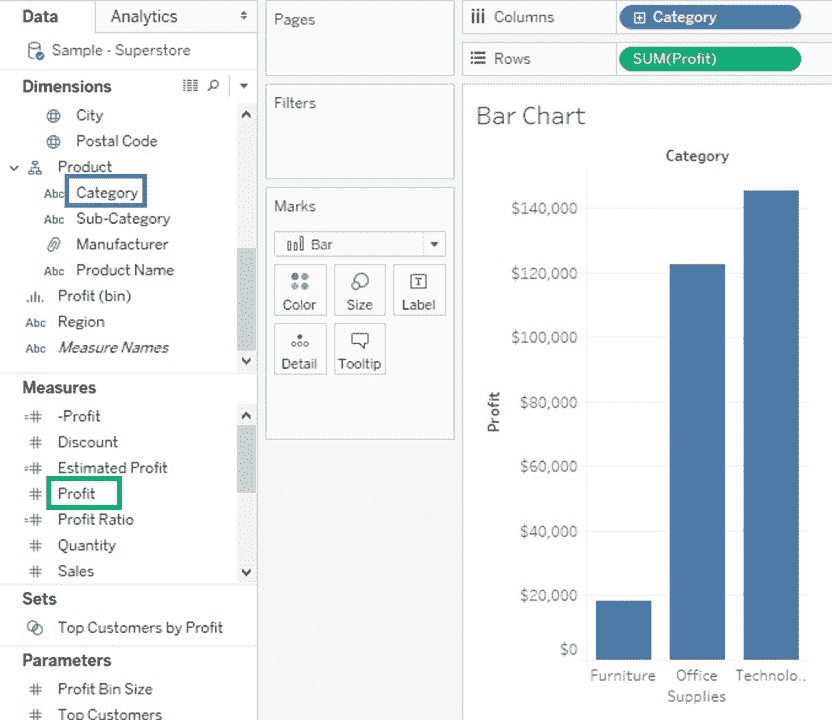 Data
Analytics
Sample - Superstore
Dimensions
City
Postal Code
Product
Abc Category
Abc Sub-Category
Manufacturer
Abc Product Name
Profit (bin)
Abc Region
Abc Measure Names
Measures
=# -Profit
# Discount
=# Estimated Profit
# Profit
=# Profit Ratio
# Quantity
# Sales
Sets
Top Customers by Profit
Parameters
# Profit Bin Size
# Top Customers
Pages
Filters
Marks
Bar
Color
Size
T
Label
Detail
Tooltip
Columns
Category
Rows
SUM(Profit)
Bar Chart
Category
Profit
$140,000
$120,000
$100,000
$80,000
$60,000
$40,000
$20,000
$0
Furniture
Office
Supplies
Technolo..